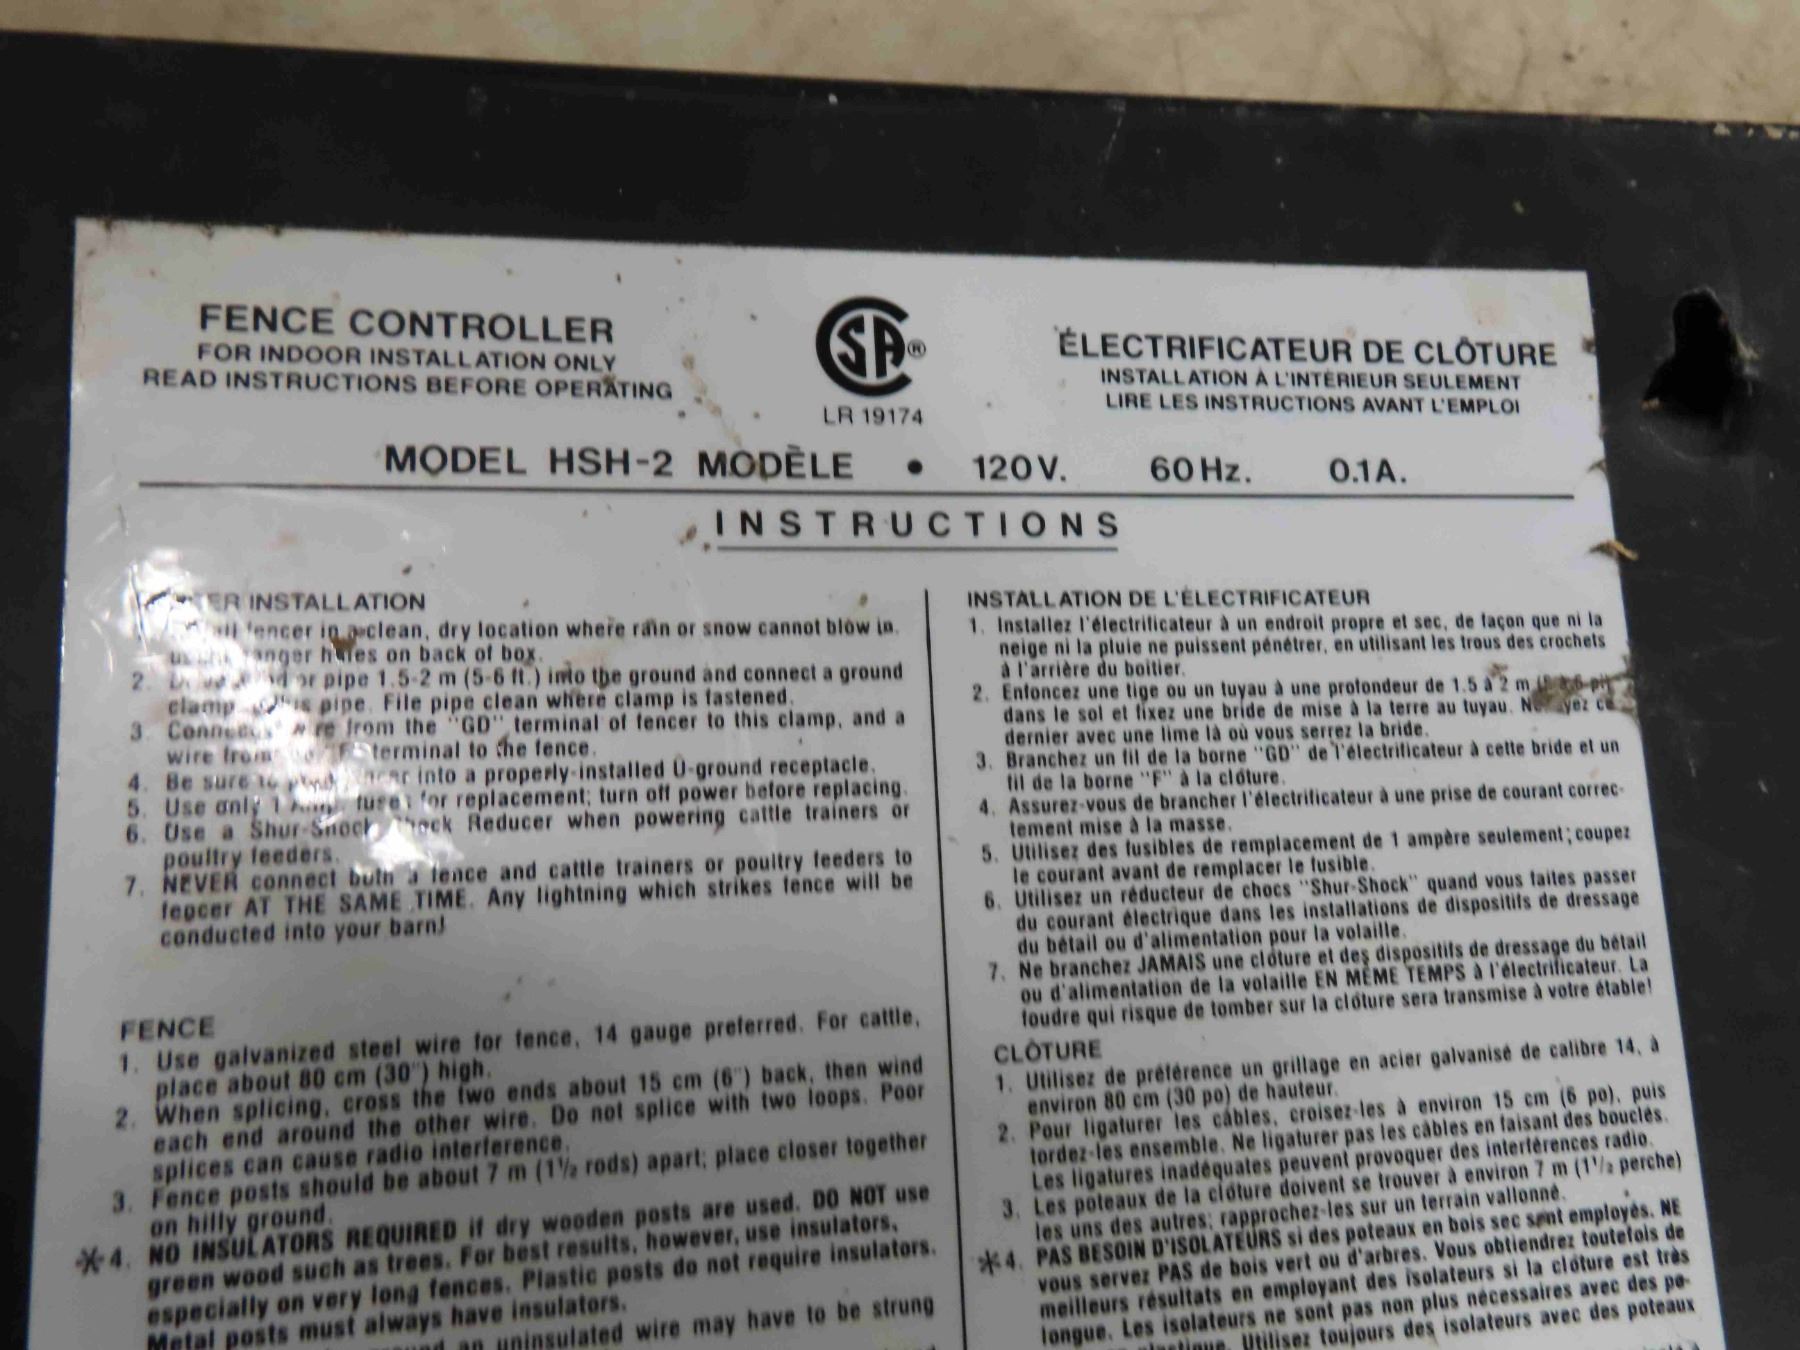 FENCE CONTROLLER
FOR INDOOR INSTALLATION ONLY
READ INSTRUCTIONS BEFORE OPERATING
CSA®
LR 19174
ÉLECTRIFICATEUR DE CLÔTURE
INSTALLATION À L'INTÉRIEUR SEULEMENT
LIRE LES INSTRUCTIONS AVANT L'EMPLOI
MODEL HSH-2 MODÈLE • 120V. 60Hz. 0.1A.
INSTRUCTIONS
INSTALLATION
fencer in a clean, dry location where rain or snow cannot blow in.
holes on back of box.
2. or pipe 1.5-2 m (5-6 ft.) into the ground and connect a ground
clamp pipe. File pipe clean where clamp is fastened.
3. Connect wire from the "GD" terminal of fencer to this clamp, and a
wire from terminal to the fence.
4. Be sure to into a properly-installed U-ground receptacle.
5. Use only 1 Amp. fuse for replacement; turn off power before replacing.
6. Use a Shur-Shock Shock Reducer when powering cattle trainers or
poultry feeders.
7. NEVER connect both a fence and cattle trainers or poultry feeders to
fencer AT THE SAME TIME. Any lightning which strikes fence will be
conducted into your barn!
FENCE
1. Use galvanized steel wire for fence, 14 gauge preferred. For cattle,
place about 80 cm (30") high.
2. When splicing, cross the two ends about 15 cm (6") back, then wind
each end around the other wire. Do not splice with two loops. Poor
splices can cause radio interference.
3. Fence posts should be about 7 m (1½ rods) apart; place closer together
on hilly ground.
*4. NO INSULATORS REQUIRED if dry wooden posts are used. DO NOT use
green wood such as trees. For best results, however, use insulators,
especially on very long fences. Plastic posts do not require insulators.
Metal posts must always have insulators.
an uninsulated wire may have to be strung
INSTALLATION DE L'ÉLECTRIFICATEUR
1. Installez l'électrificateur à un endroit propre et sec, de façon que ni la
neige ni la pluie ne puissent pénétrer, en utilisant les trous des crochets
à l'arrière du boitier.
2. Enfoncez une tige ou un tuyau à une profondeur de 1.5 à 2 m
dans le sol et fixez une bride de mise à la terre au tuyau. ce
dernier avec une lime là où vous serrez la bride.
3. Branchez un fil de la borne "GD" de l'électrificateur à cette bride et un
fil de la borne "F" à la clôture.
4. Assurez-vous de brancher l'électrificateur à une prise de courant correc-
tement mise à la masse.
5. Utilisez des fusibles de remplacement de 1 ampère seulement; coupez
le courant avant de remplacer le fusible.
6. Utilisez un réducteur de chocs "Shur-Shock" quand vous faites passer
du courant électrique dans les installations de dispositifs de dressage
du bétail ou d'alimentation pour la volaille.
7. Ne branchez JAMAIS une clôture et des dispositifs de dressage du bétail
ou d'alimentation de la volaille EN MÊME TEMPS à l'électrificateur. La
foudre qui risque de tomber sur la clôture sera transmise à votre étable!
CLÔTURE
1. Utilisez de préférence un grillage en acier galvanisé de calibre 14, à
environ 80 cm (30 po) de hauteur.
2. Pour ligaturer les câbles, croisez-les à environ 15 cm (6 po), puis
tordez-les ensemble. Ne ligaturer pas les câbles en faisant des boucles.
Les ligatures inadéquates peuvent provoquer des interférences radio.
3. Les poteaux de la clôture doivent se trouver à environ 7 m (1½ perche)
les uns des autres; rapprochez-les sur un terrain vallonné.
*4. PAS BESOIN D'ISOLATEURS si des poteaux en bois sec sont employés. NE
vous servez PAS de bois vert ou d'arbres. Vous obtiendrez toutefois de
meilleurs résultats en employant des isolateurs si la clôture est très
longue. Les isolateurs ne sont pas non plus nécessaires avec des po-
plastique. Utilisez toujours des isolateurs avec des poteaux